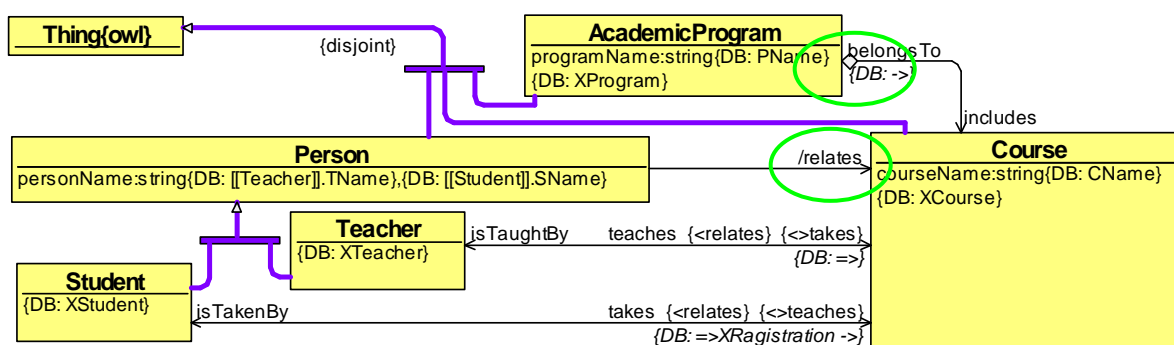 Thing{owl}
{disjoint}
AcademicProgram
programName:string{DB: PName}
{DB: XProgram}
belongsTo
{DB: ->}
includes
Person
personName:string{DB: [[Teacher]].TName},{DB: [[Student]].SName}
/relates
Course
courseName:string{DB: CName}
{DB: XCourse}
Teacher
{DB: XTeacher}
isTaughtBy
teaches {<relates} {<>takes}
{DB: =>}
Student
{DB: XStudent}
isTakenBy
takes {<relates} {<>teaches}
{DB: =>XRagistration ->}